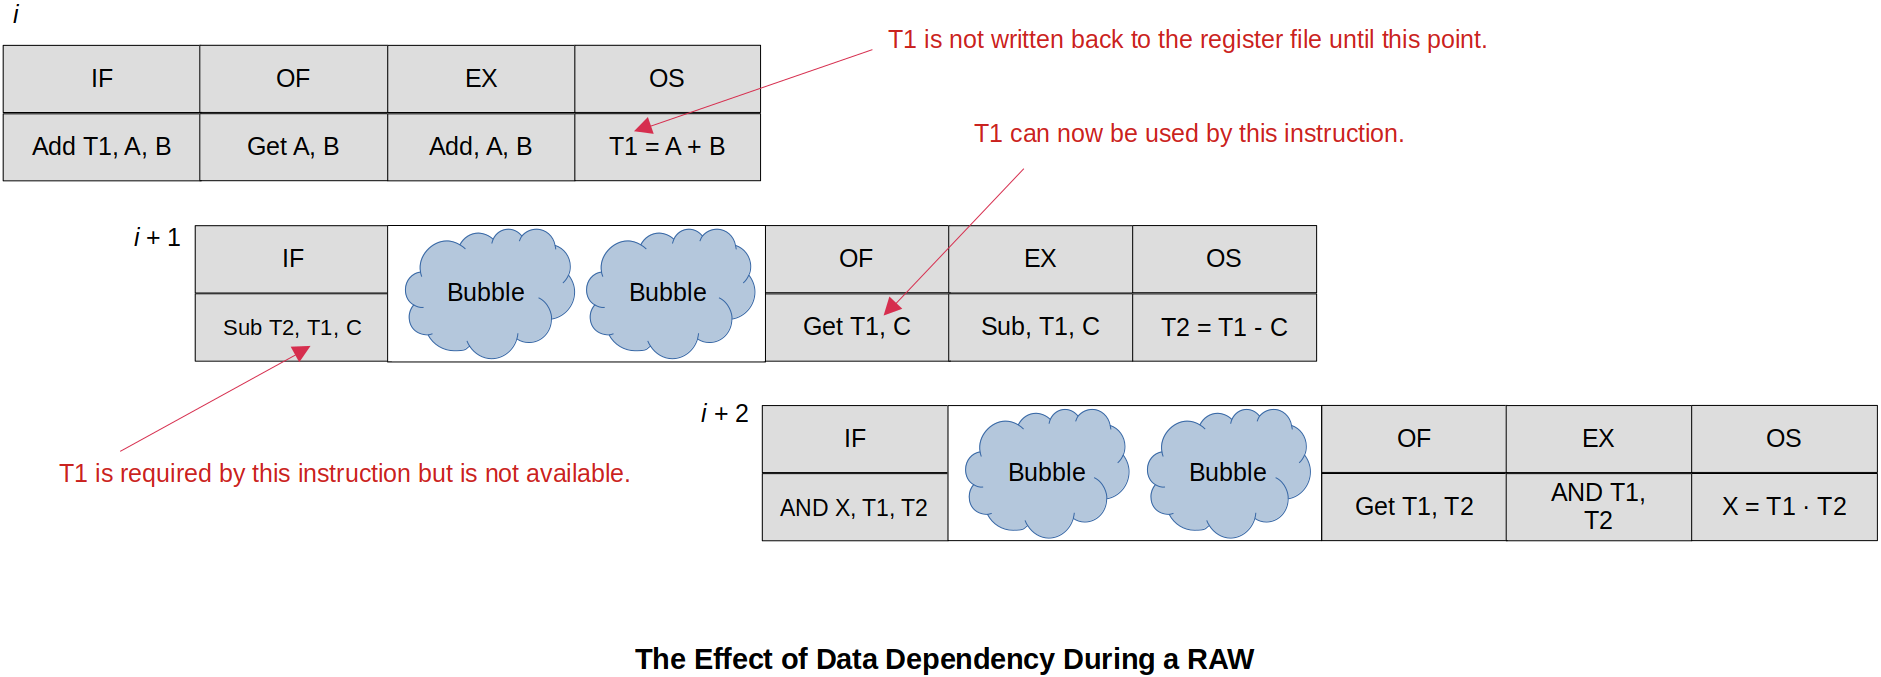 i
T1 is not written back to the register file until this point.
IF OF EX OS
Add T1, A, B Get A, B Add, A, B T1 = A + B
T1 can now be used by this instruction.
i + 1
IF Bubble Bubble OF EX OS
Sub T2, T1, C Get T1, C Sub, T1, C T2 = T1 - C
T1 is required by this instruction but is not available.
i + 2
IF Bubble Bubble OF EX OS
AND X, T1, T2 Get T1, T2 AND T1, X = T1 · T2
T2
The Effect of Data Dependency During a RAW